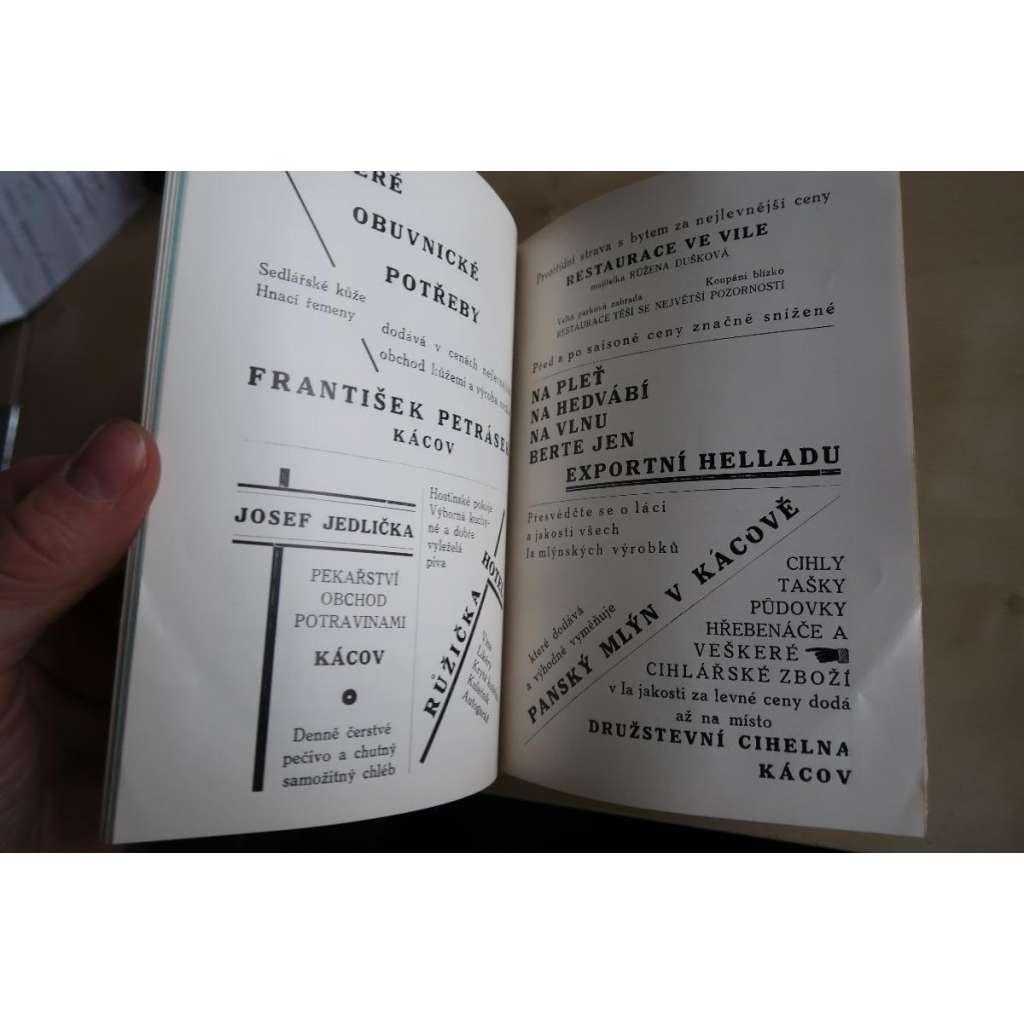 ERÉ
OBUVNICKÉ
POTŘEBY
Sedlářské kůže
Hnací řemeny
dodává v cenách
obchod kůžemi a výroba
FRANTIŠEK PETRÁSEK
KÁCOV
JOSEF JEDLIČKA
PEKAŘSTVÍ
OBCHOD
POTRAVINAMI
KÁCOV
Denně čerstvé
pečivo a chutný
samožitný chléb
Hostinské pokoje
Výborná kuchy-
ně a dobře
vyležélá
piva
HOTEL
RŮŽIČKA
Vína
Likéry
Kulečník
Prvotřídní strava s bytem za nejlevnější ceny
RESTAURACE VE VILE
majitelka RŮŽENA DUŠKOVÁ
Velká parková zahrada
Koupání blízko
RESTAURACE TĚŠÍ SE NEJVĚTŠÍ POZORNOSTI
Před a po saisoně ceny značně snížené
NA PLEŤ
NA HEDVÁBÍ
NA VLNU
BERTE JEN
EXPORTNÍ HELLADU
Přesvědčte se o láci
a jakosti všech
Ia mlýnských výrobků
které dodává
a výhodně vyměňuje
PANSKÝ MLÝN V KÁCOVĚ
CIHLY
TAŠKY
PŮDOVKY
HŘEBENÁČE A
VEŠKERÉ
CIHLÁŘSKÉ ZBOŽÍ
v Ia jakosti za levné ceny dodá
až na místo
DRUŽSTEVNÍ CIHELNA
KÁCOV